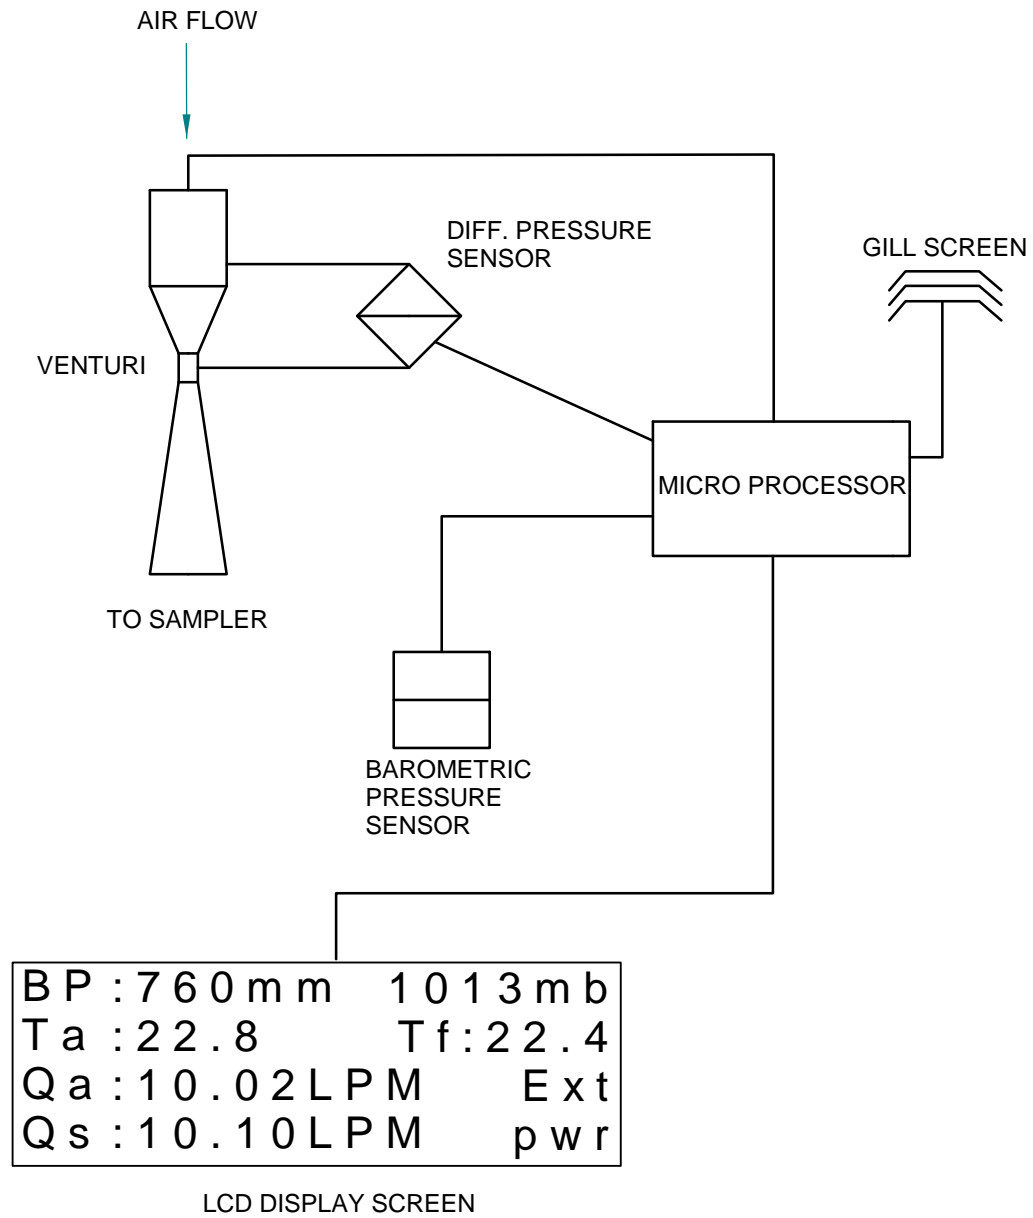 AIR FLOW
DIFF. PRESSURE
SENSOR
GILL SCREEN
VENTURI
MICRO PROCESSOR
TO SAMPLER
BAROMETRIC
PRESSURE
SENSOR
BP:760mm 1013mb
Ta:22.8 Tf:22.4
Qa:10.02LPM Ext
Qs:10.10LPM pwr
LCD DISPLAY SCREEN